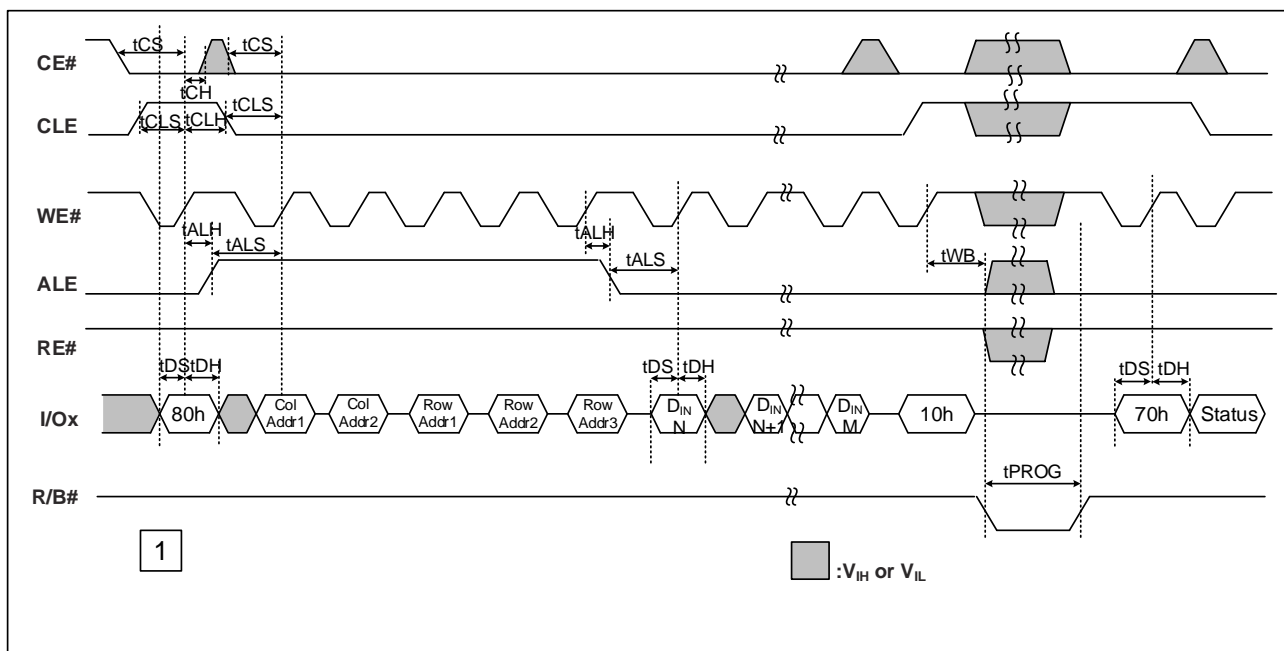 tCS tCS
CE#
tCH
tCLS
CLE
tCLS tCLH
WE#
tALH tALH
tALS tALS tWB
ALE
RE#
tDS tDH tDS tDH tDS tDH
I/Ox 80h Col Addr1 Col Addr2 Row Addr1 Row Addr2 Row Addr3 DIN N DIN N+1 DIN M 10h 70h Status
tPROG
R/B#
1
:VIH or VIL